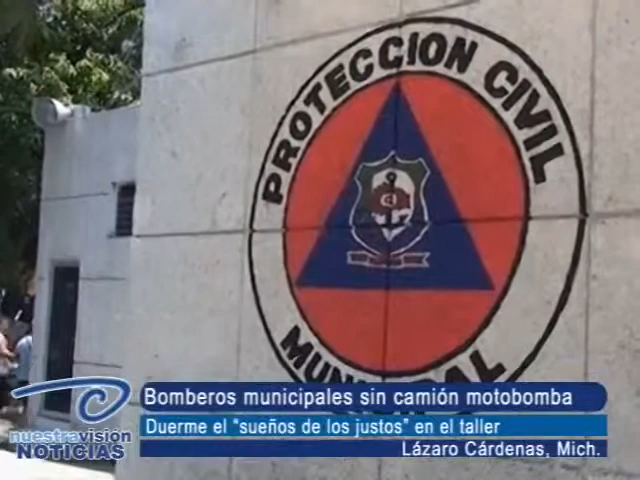 PROTECCION CIVIL
MUNICIPAL
Bomberos municipales sin camión motobomba
Duerme el "sueños de los justos" en el taller
Lázaro Cárdenas, Mich.
nuestravisión
NOTICIAS